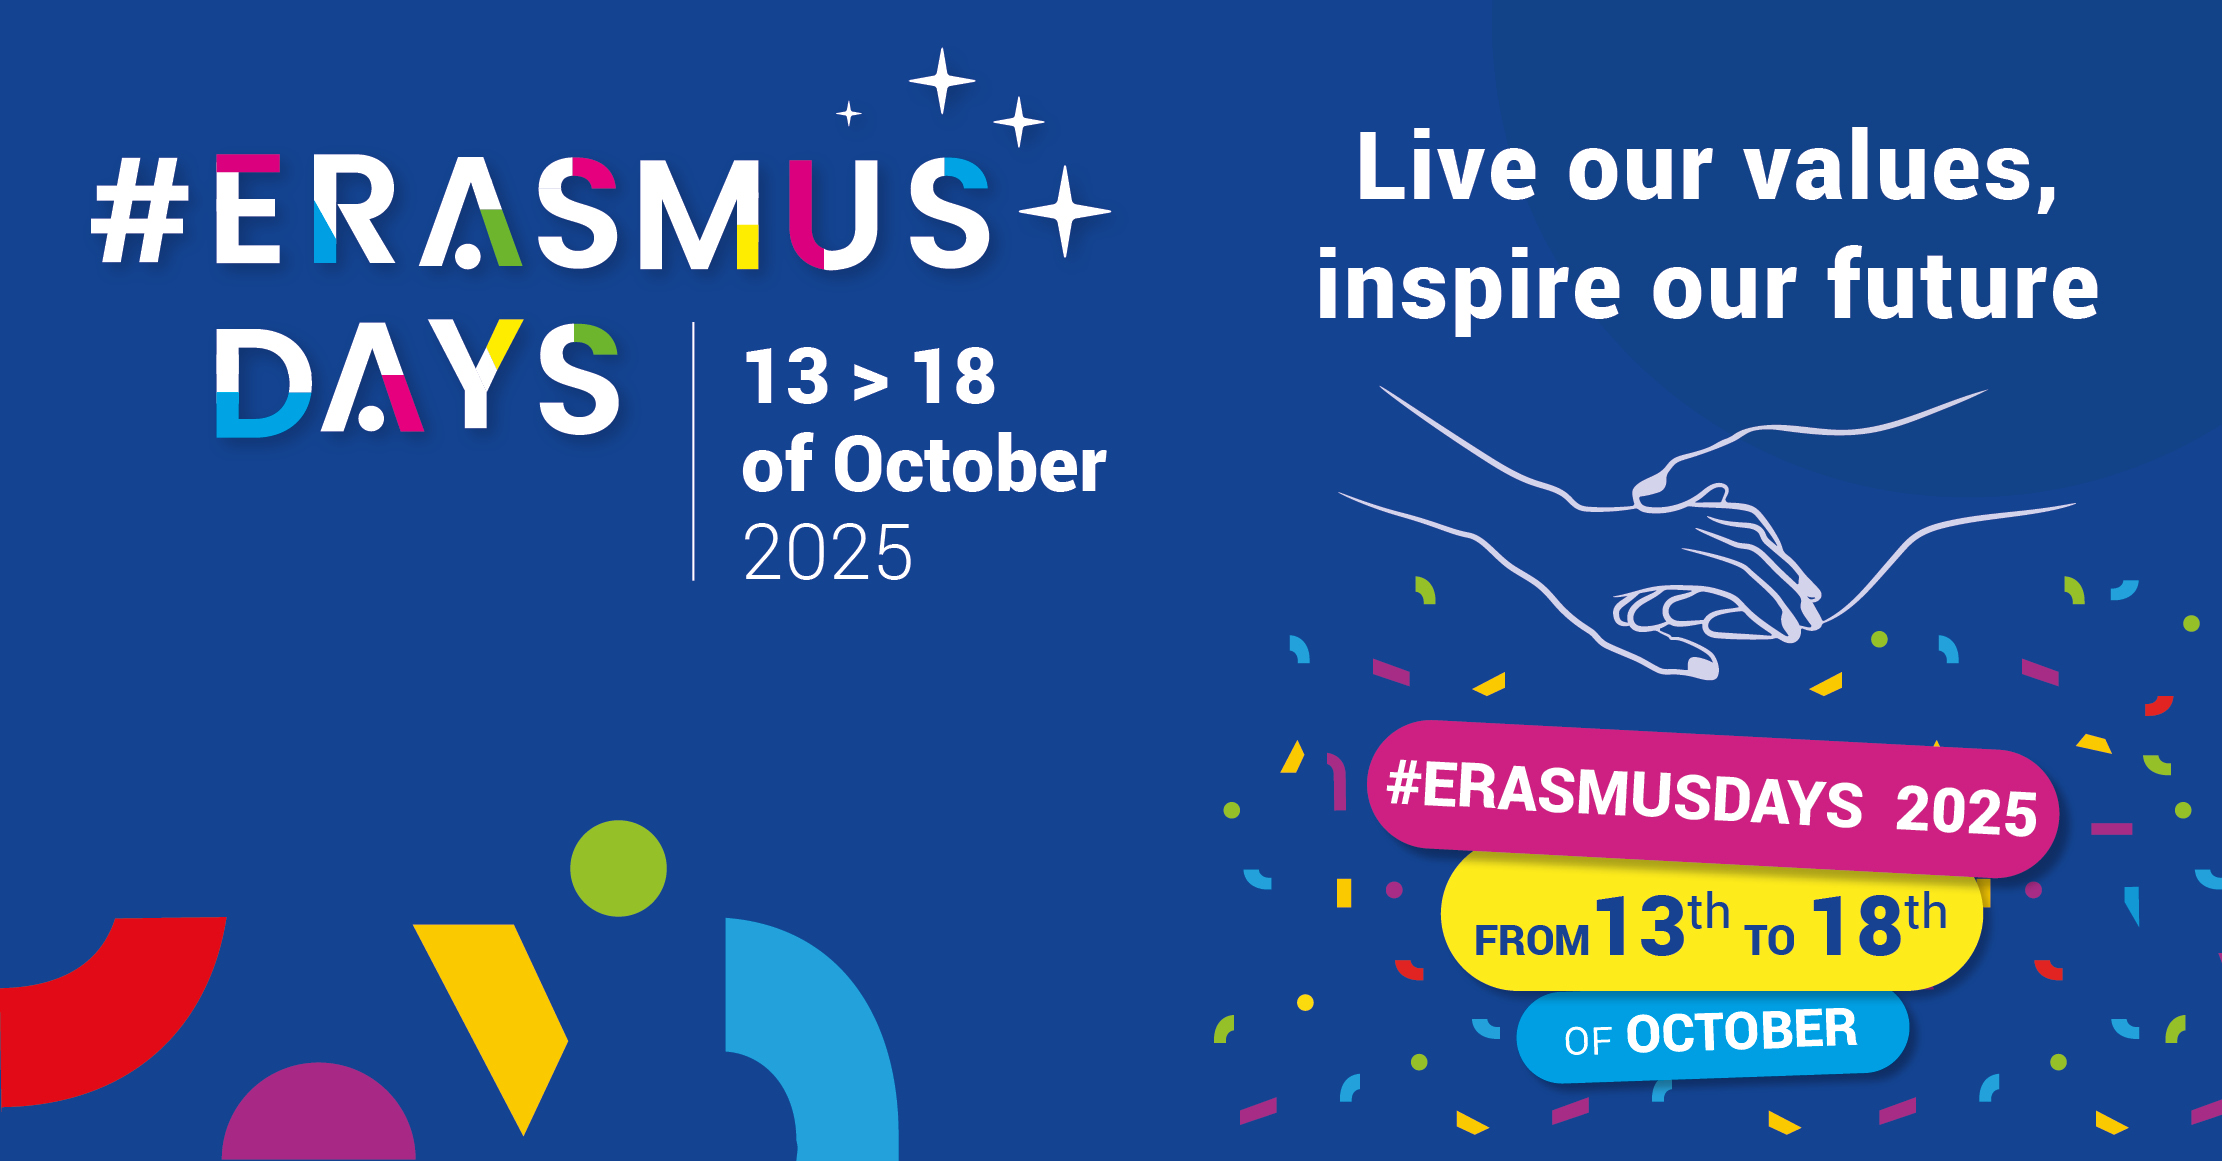 #ERASMUS
DAYS
13 > 18
of October
2025
Live our values,
inspire our future
#ERASMUSDAYS 2025
FROM 13th TO 18th
OF OCTOBER